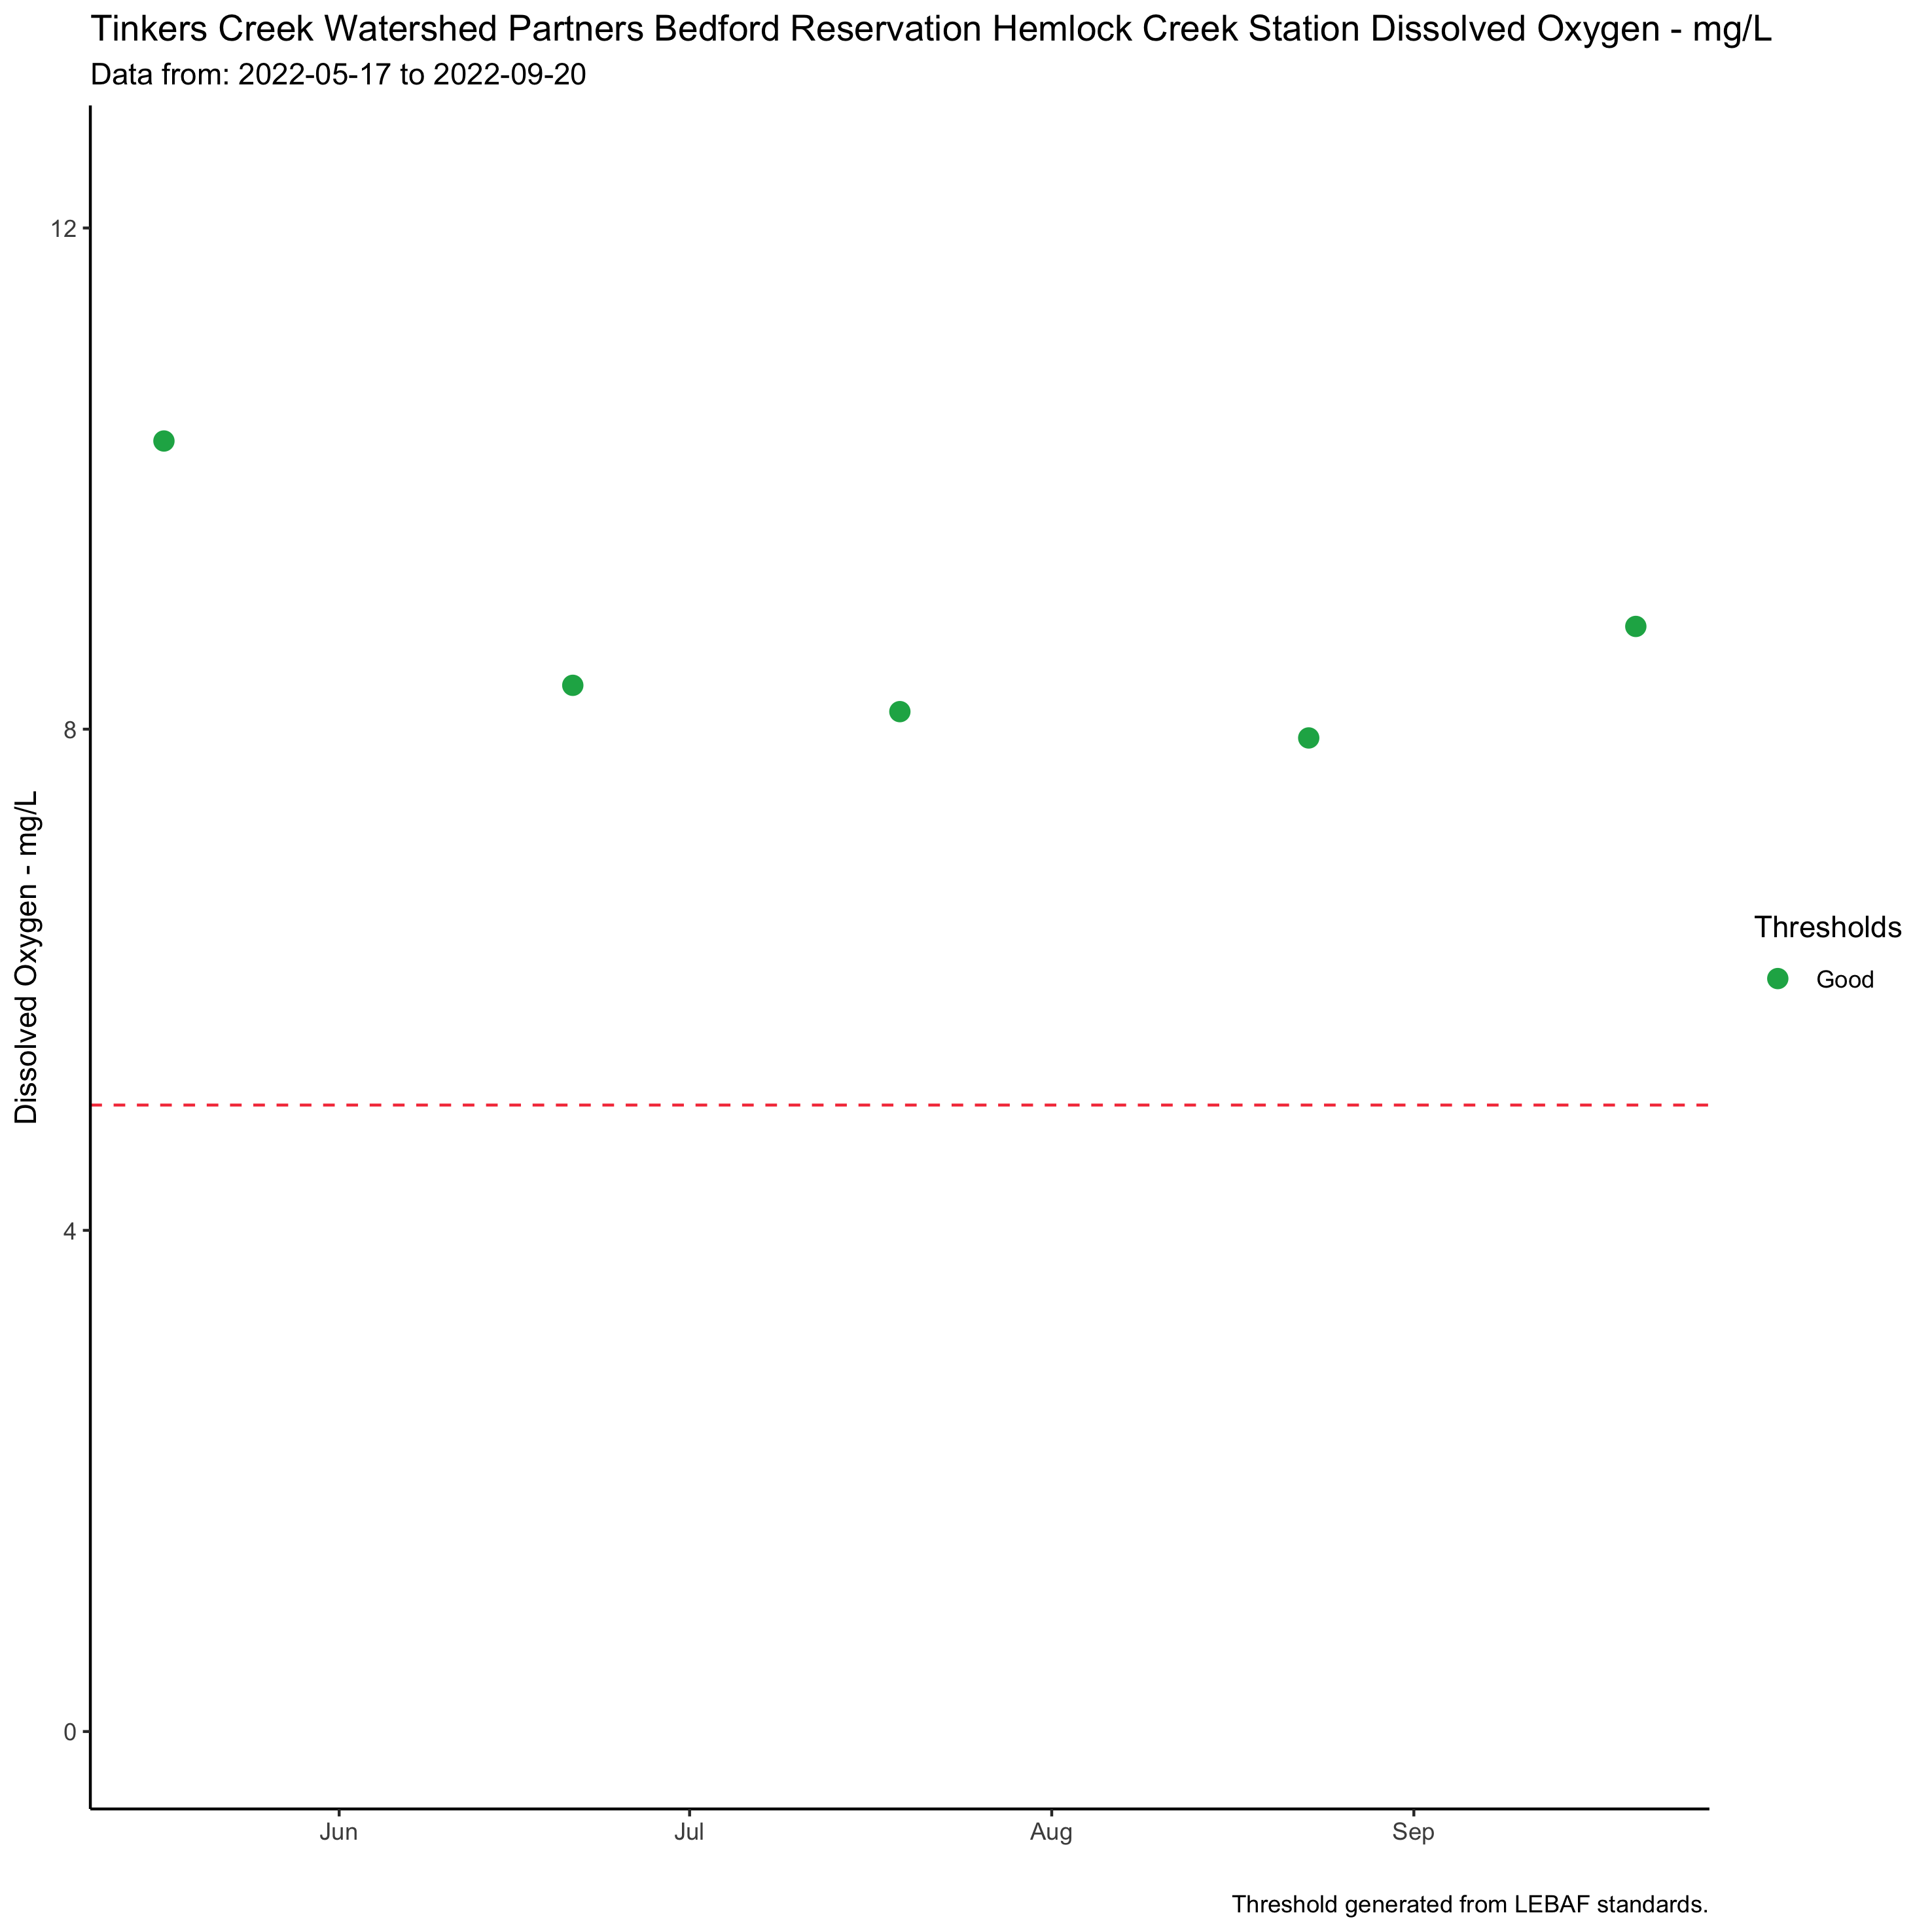 Tinkers Creek Watershed Partners Bedford Reservation Hemlock Creek Station Dissolved Oxygen - mg/L
Data from: 2022-05-17 to 2022-09-20
Dissolved Oxygen - mg/L
12
8
4
0
Jun Jul Aug Sep
Thresholds
Good
Threshold generated from LEBAF standards.